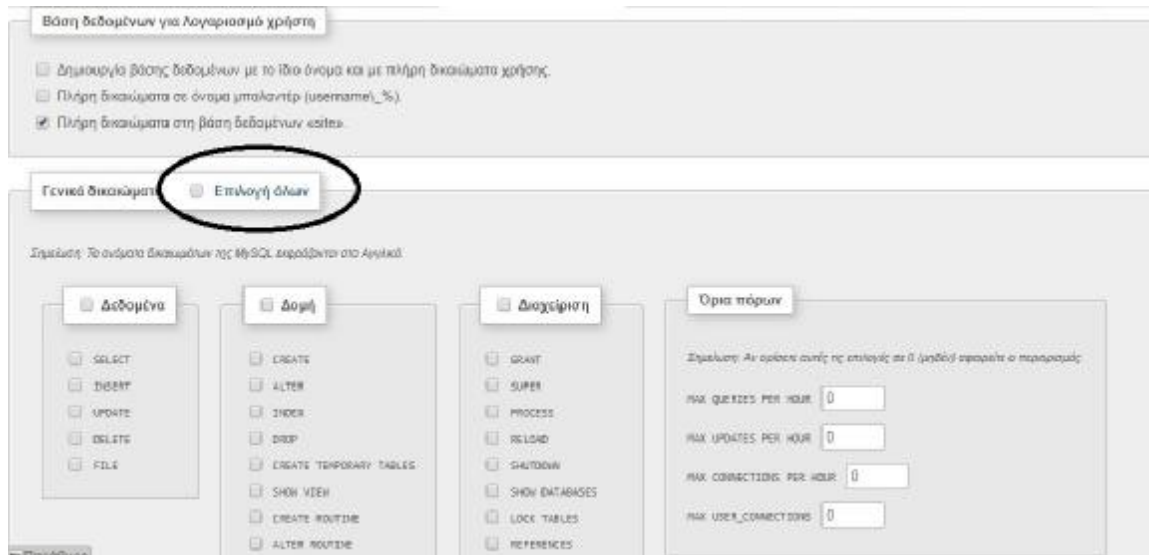 Βάση δεδομένων για λογαριασμό χρήστη
Δημιουργία βάσης δεδομένων με το ίδιο όνομα και με πλήρη δικαιώματα χρήσης.
Πλήρη δικαιώματα σε όνομα μπαλαντέρ (username\_%).
Πλήρη δικαιώματα στη βάση δεδομένων «site».
Γενικά δικαιώματ Επιλογή όλων
Σημείωση: Τα ονόματα δικαιωμάτων της MySQL εκφράζονται στα Αγγλικά
Δεδομένα
SELECT
INSERT
UPDATE
DELETE
FILE
Δομή
CREATE
ALTER
INDEX
DROP
CREATE TEMPORARY TABLES
SHOW VIEW
CREATE ROUTINE
ALTER ROUTINE
Διαχείριση
GRANT
SUPER
PROCESS
RELOAD
SHUTDOWN
SHOW DATABASES
LOCK TABLES
REFERENCES
Όρια πόρων
Σημείωση: Αν ορίσετε αυτές τις επιλογές σε 0 (μηδέν) αφαιρείτε ο περιορισμός.
MAX QUERIES PER HOUR 0
MAX UPDATES PER HOUR 0
MAX CONNECTIONS PER HOUR 0
MAX USER_CONNECTIONS 0